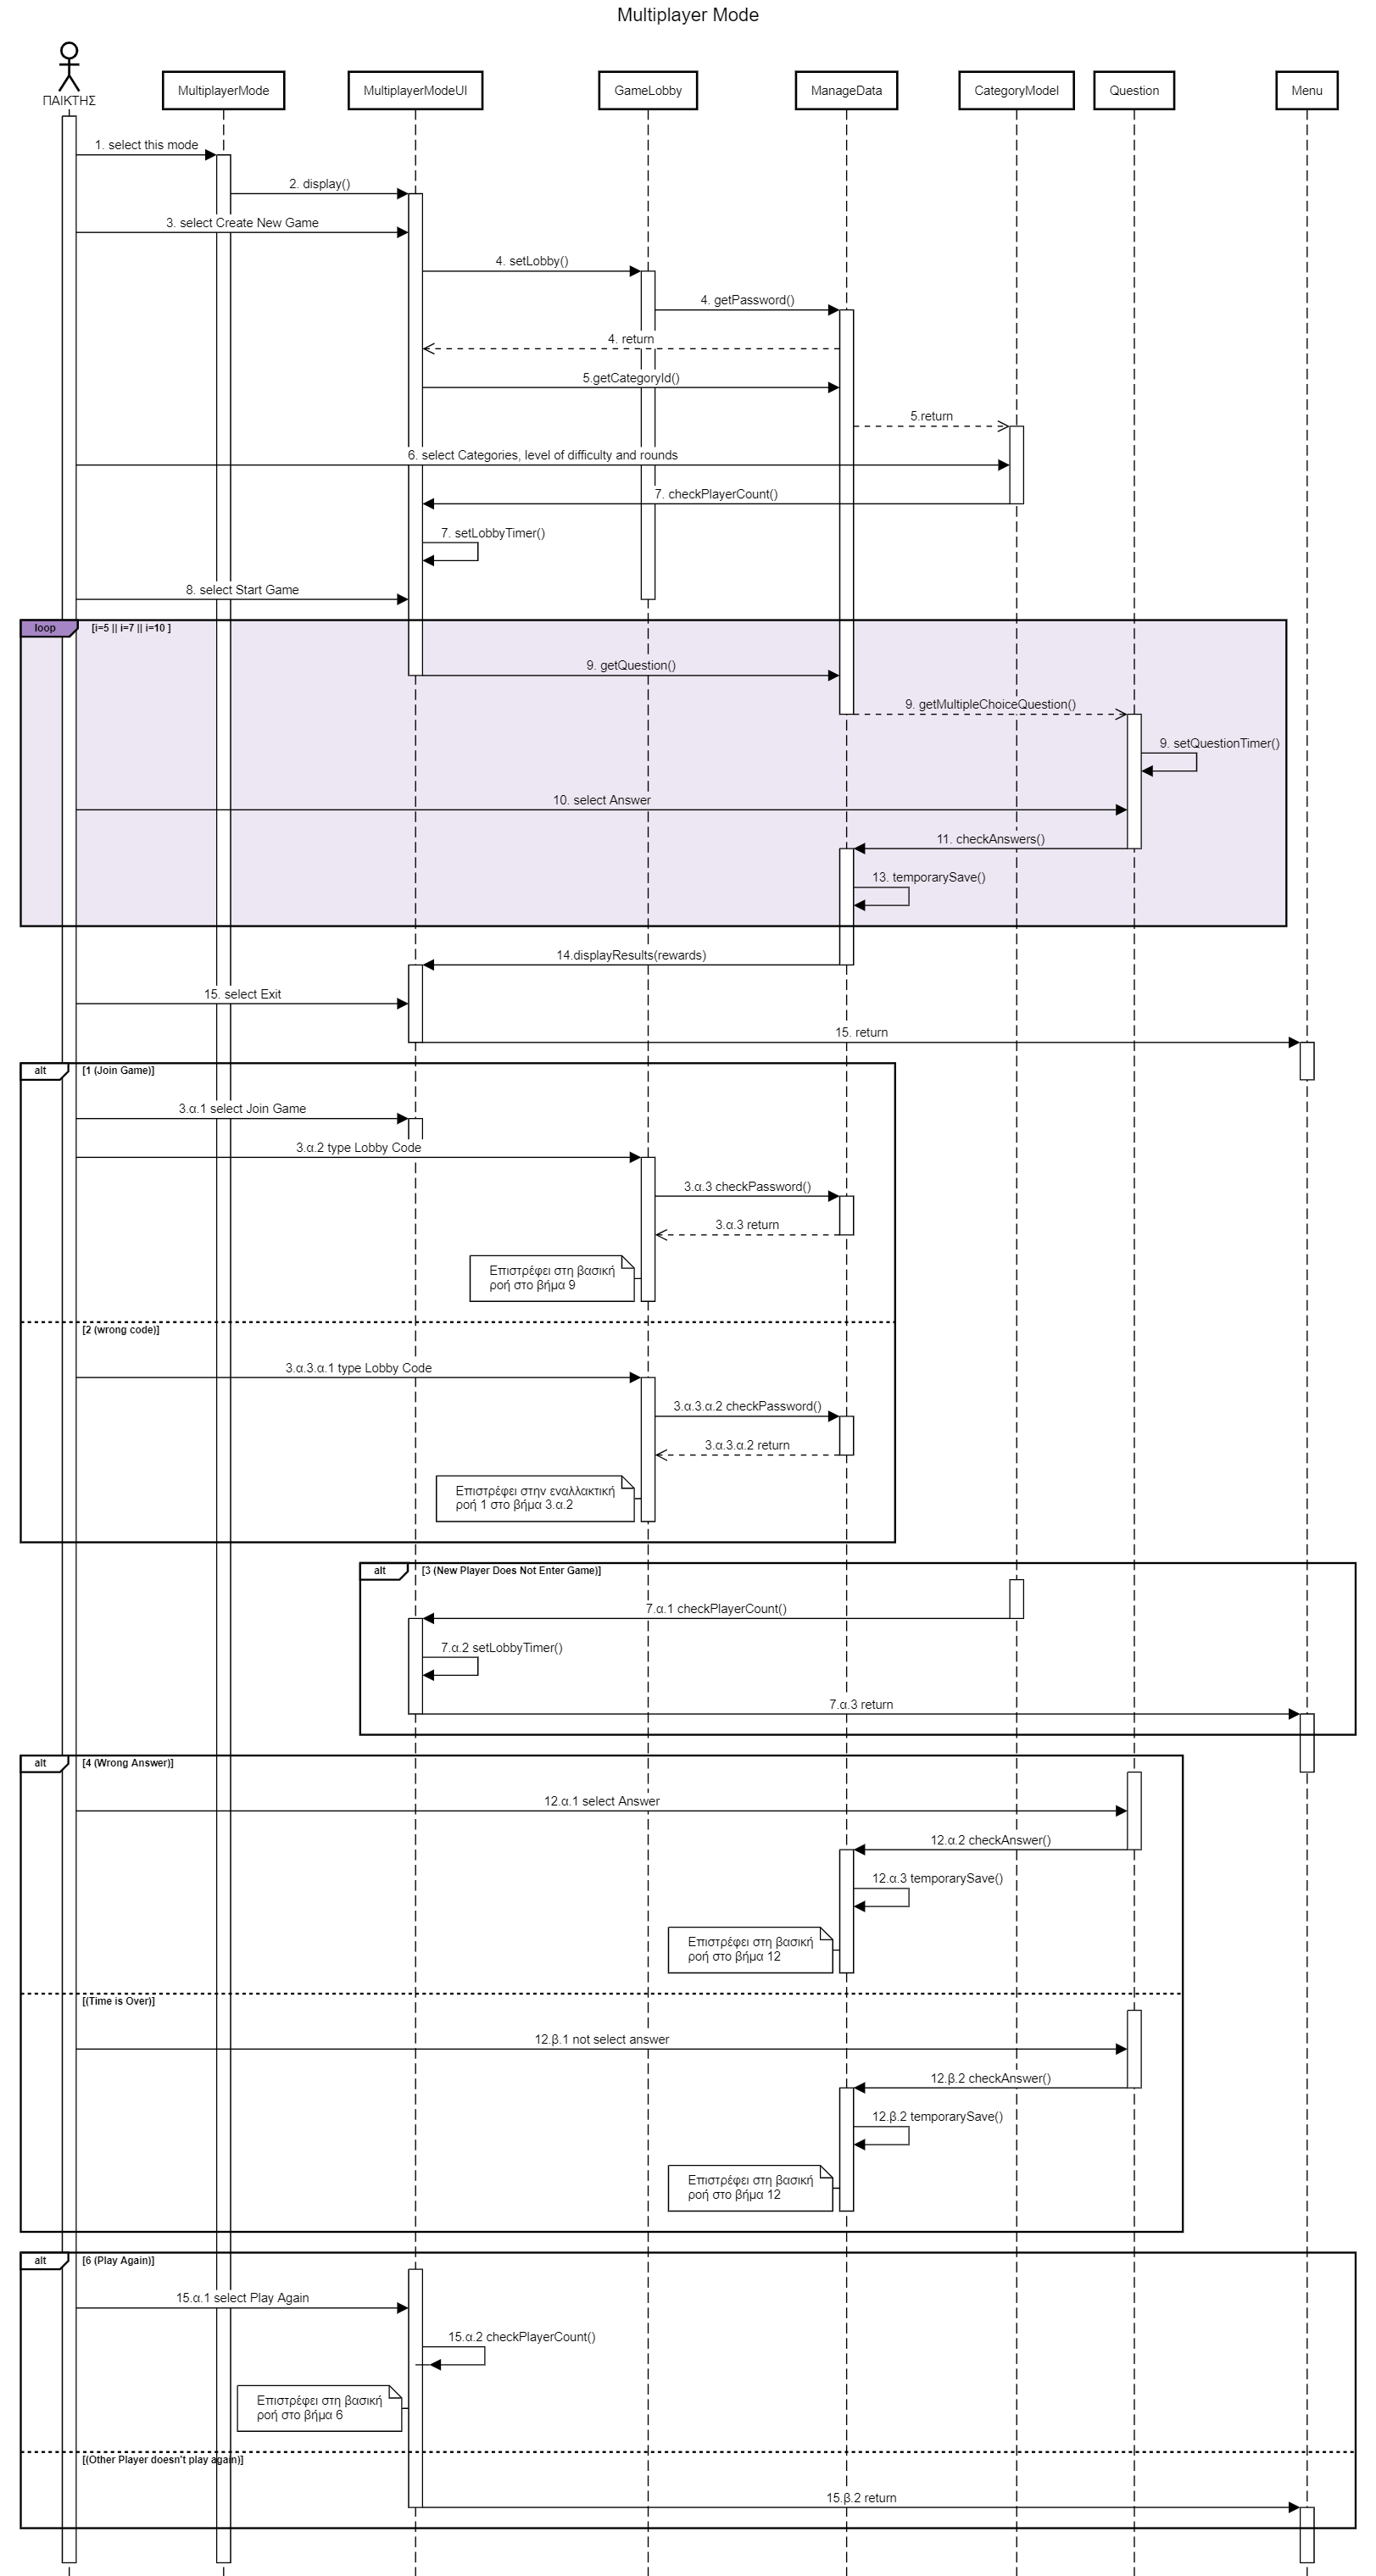 Multiplayer Mode
ΠΑΙΚΤΗΣ
MultiplayerMode
MultiplayerModeUI
GameLobby
ManageData
CategoryModel
Question
Menu
1. select this mode
2. display()
3. select Create New Game
4. setLobby()
4. getPassword()
4. return
5.getCategoryId()
5.return
6. select Categories, level of difficulty and rounds
7. checkPlayerCount()
7. setLobbyTimer()
8. select Start Game
loop
[i=5 || i=7 || i=10 ]
9. getQuestion()
9. getMultipleChoiceQuestion()
9. setQuestionTimer()
10. select Answer
11. checkAnswers()
13. temporarySave()
14.displayResults(rewards)
15. select Exit
15. return
alt
[1 (Join Game)]
3.α.1 select Join Game
3.α.2 type Lobby Code
3.α.3 checkPassword()
3.α.3 return
Επιστρέφει στη βασική
ροή στο βήμα 9
[2 (wrong code)]
3.α.3.α.1 type Lobby Code
3.α.3.α.2 checkPassword()
3.α.3.α.2 return
Επιστρέφει στην εναλλακτική
ροή 1 στο βήμα 3.α.2
alt
[3 (New Player Does Not Enter Game)]
7.α.1 checkPlayerCount()
7.α.2 setLobbyTimer()
7.α.3 return
alt
[4 (Wrong Answer)]
12.α.1 select Answer
12.α.2 checkAnswer()
12.α.3 temporarySave()
Επιστρέφει στη βασική
ροή στο βήμα 12
[(Time is Over)]
12.β.1 not select answer
12.β.2 checkAnswer()
12.β.2 temporarySave()
Επιστρέφει στη βασική
ροή στο βήμα 12
alt
[6 (Play Again)]
15.α.1 select Play Again
15.α.2 checkPlayerCount()
Επιστρέφει στη βασική
ροή στο βήμα 6
[(Other Player doesn't play again)]
15.β.2 return